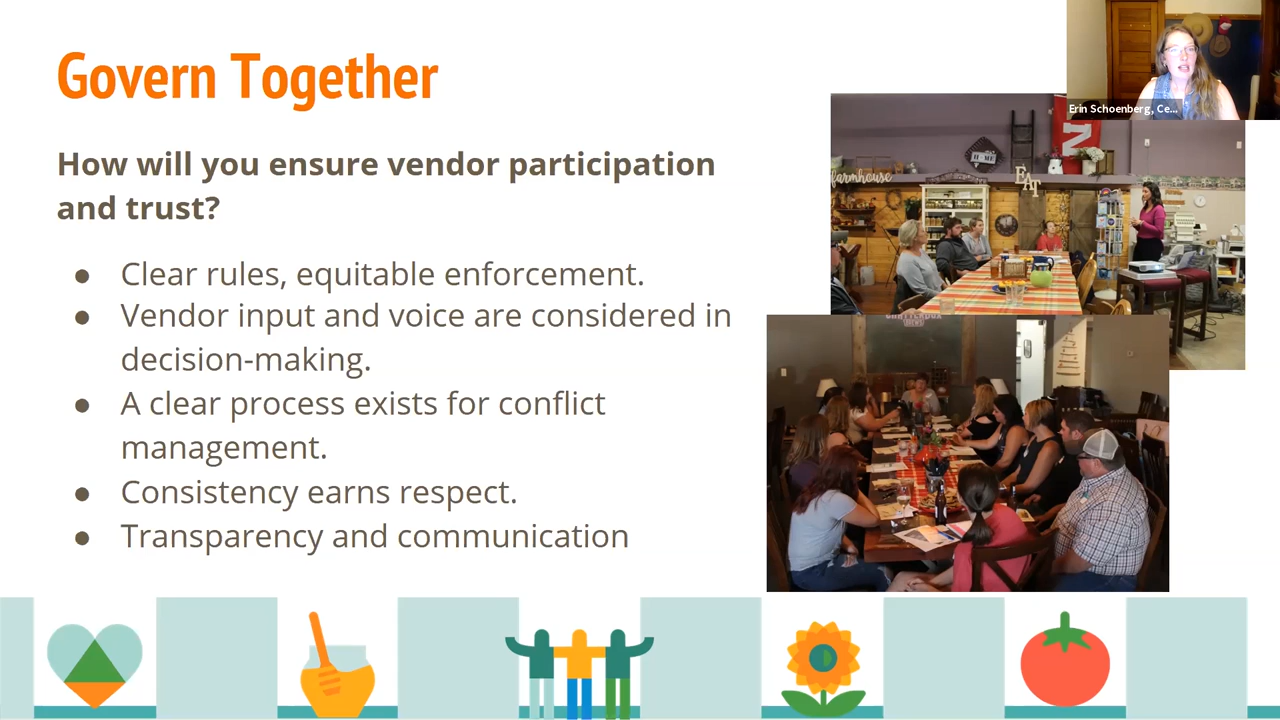 Govern Together
Erin Schoenberg, Ce...
How will you ensure vendor participation
and trust?
● Clear rules, equitable enforcement.
● Vendor input and voice are considered in
decision-making.
● A clear process exists for conflict
management.
● Consistency earns respect.
● Transparency and communication
farmhouse
EAT
N